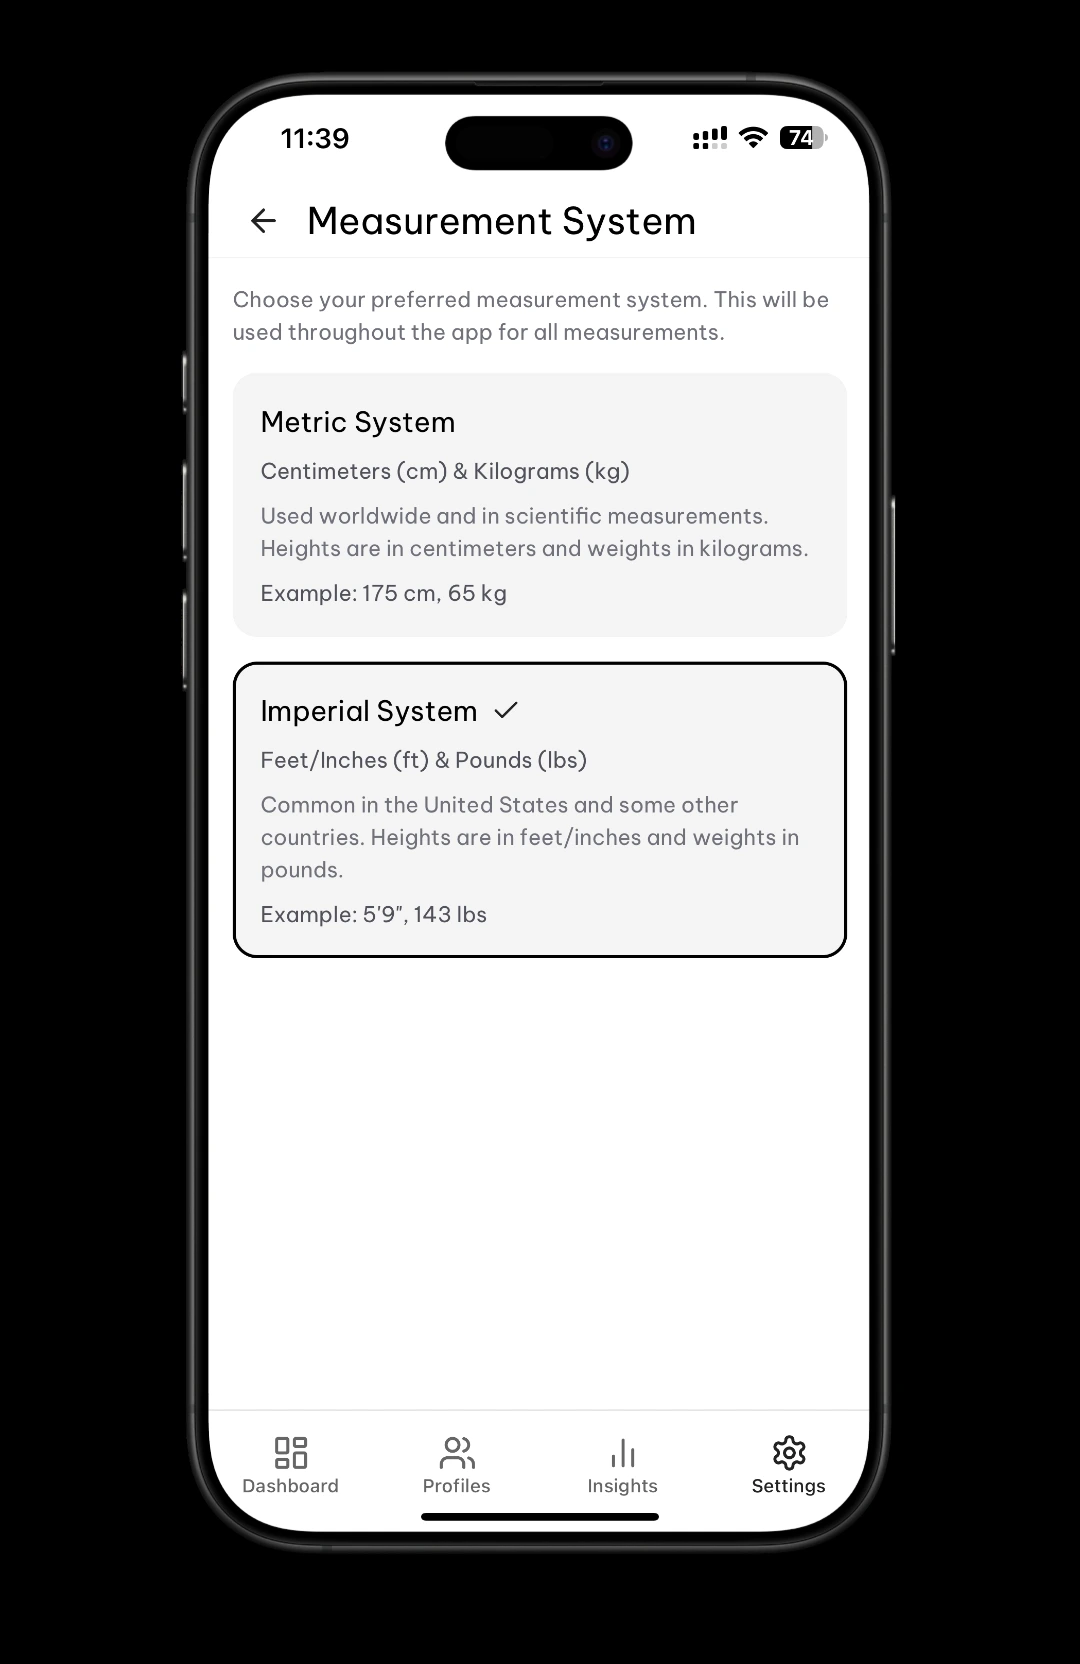 11:39
74
Measurement System
Choose your preferred measurement system. This will be
used throughout the app for all measurements.
Metric System
Centimeters (cm) & Kilograms (kg)
Used worldwide and in scientific measurements.
Heights are in centimeters and weights in kilograms.
Example: 175 cm, 65 kg
Imperial System
Feet/Inches (ft) & Pounds (lbs)
Common in the United States and some other
countries. Heights are in feet/inches and weights in
pounds.
Example: 5'9", 143 lbs
Dashboard
Profiles
Insights
Settings